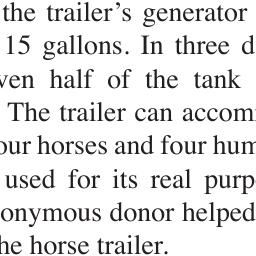 the trailer’s generator
15 gallons. In three d
ven half of the tank
The trailer can accom
our horses and four hum
used for its real purp
onymous donor helped
he horse trailer.